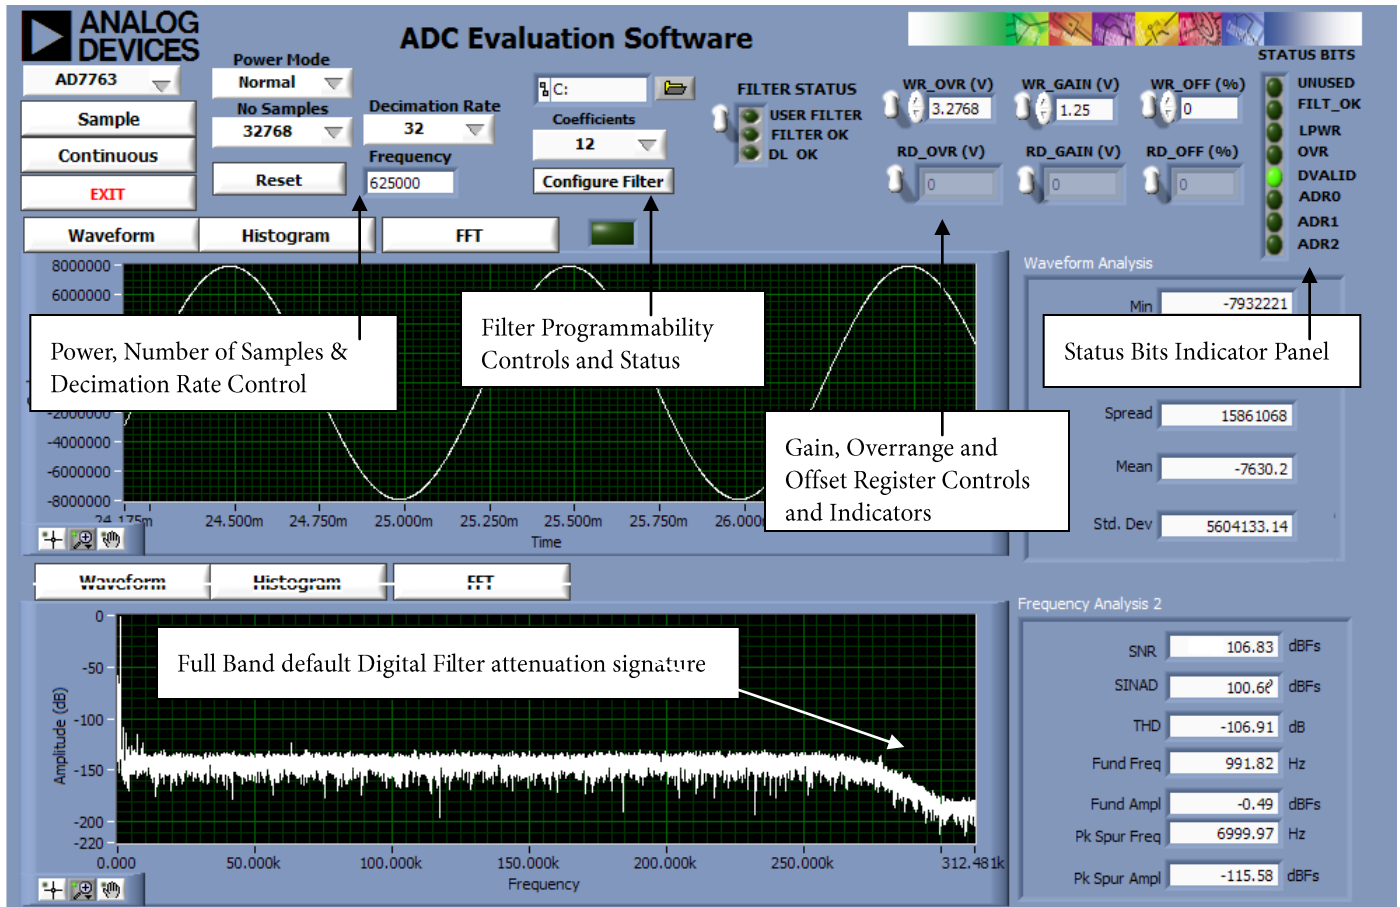 ANALOG
DEVICES
ADC Evaluation Software
STATUS BITS
AD7763
Sample
Continuous
EXIT
Power Mode
Normal
No Samples
32768
Reset
Decimation Rate
32
Frequency
625000
C:
Coefficients
12
Configure Filter
FILTER STATUS
USER FILTER
FILTER OK
DL OK
WR_OVR (V)
3.2768
WR_GAIN (V)
1.25
WR_OFF (%)
0
RD_OVR (V)
0
RD_GAIN (V)
0
RD_OFF (%)
0
UNUSED
FILT_OK
LPWR
OVR
DVALID
ADR0
ADR1
ADR2
Waveform
Histogram
FFT
8000000
6000000
-2000000
-4000000
-6000000
-8000000
24.175m
24.500m
24.750m
25.000m
25.250m
25.500m
25.750m
26.000
Time
Power, Number of Samples &
Decimation Rate Control
Filter Programmability
Controls and Status
Gain, Overrange and
Offset Register Controls
and Indicators
Status Bits Indicator Panel
Waveform Analysis
Min
-7932221
Spread
15861068
Mean
-7630.2
Std. Dev
5604133.14
Waveform
Histogram
FFT
Full Band default Digital Filter attenuation signature
Amplitude (dB)
0
-50
-100
-150
-200
-220
0.000
50.000k
100.000k
150.000k
200.000k
250.000k
312.481k
Frequency
Frequency Analysis 2
SNR
106.83
dBFs
SINAD
100.66
dBFs
THD
-106.91
dB
Fund Freq
991.82
Hz
Fund Ampl
-0.49
dBFs
Pk Spur Freq
6999.97
Hz
Pk Spur Ampl
-115.58
dBFs